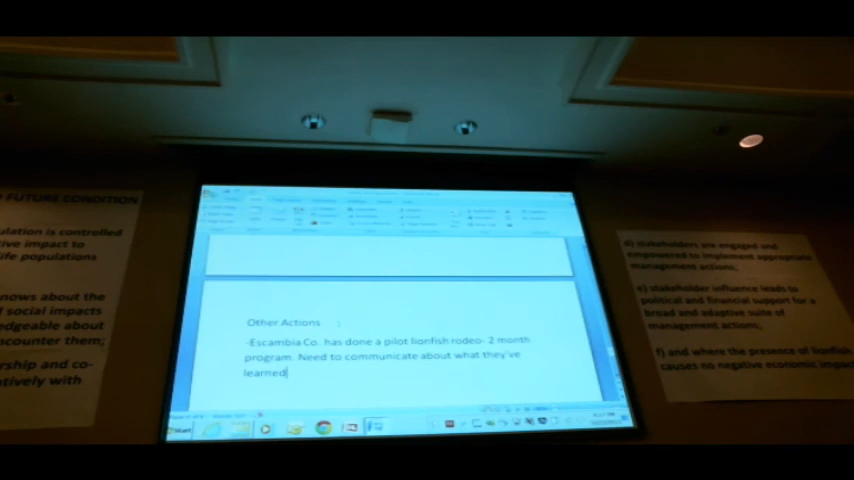 FUTURE CONDITION
ulation is controlled
tive impact to
life populations
nows about the
social impacts
edgeable about
counter them;
rship and co-
atively with
Other Actions
-Escambia Co. has done a pilot lionfish rodeo- 2 month
program. Need to communicate about what they've
learned
Start
d) stakeholders are engaged and
empowered to implement appropriate
management actions;
e) stakeholder influence leads to
political and financial support for a
broad and adaptive suite of
management actions;
f) and where the presence of lionfish
causes no negative economic impact